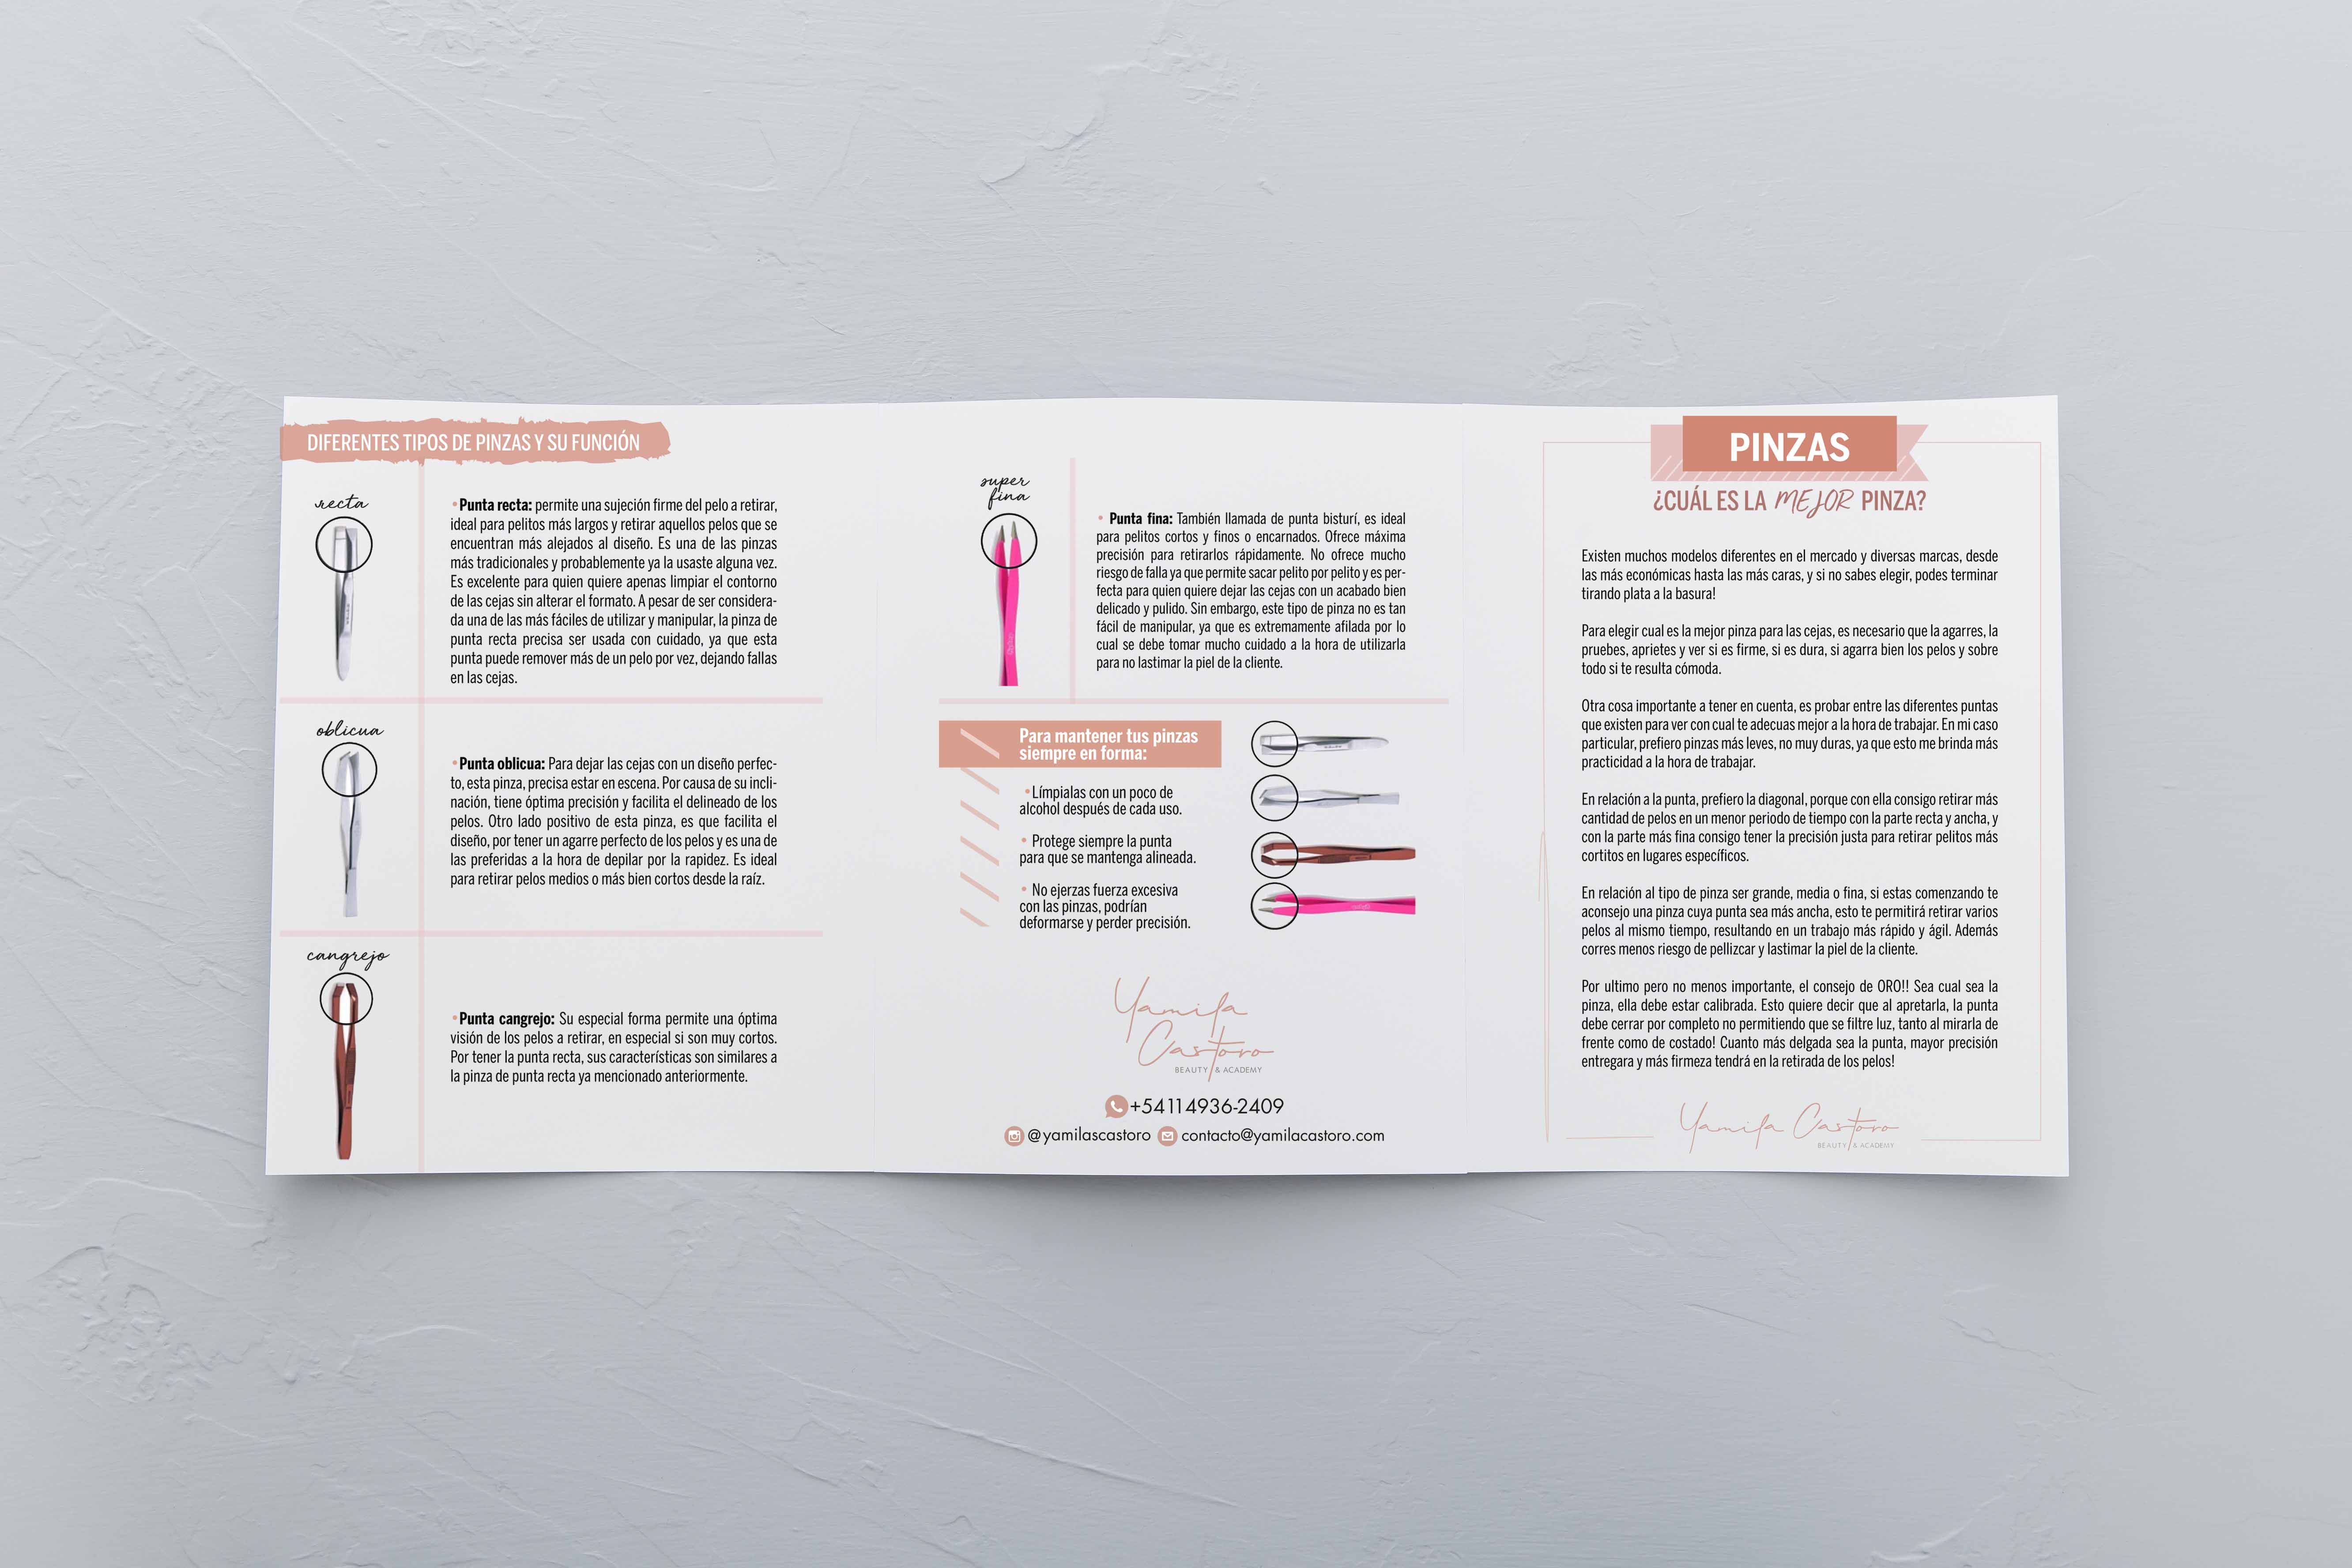 DIFERENTES TIPOS DE PINZAS Y SU FUNCIÓN
recta
• Punta recta: permite una sujeción firme del pelo a retirar,
ideal para pelitos más largos y retirar aquellos pelos que se
encuentran más alejados al diseño. Es una de las pinzas
más tradicionales y probablemente ya la usaste alguna vez.
Es excelente para quien quiere apenas limpiar el contorno
de las cejas sin alterar el formato. A pesar de ser considera-
da una de las más fáciles de utilizar y manipular, la pinza de
punta recta precisa ser usada con cuidado, ya que esta
punta puede remover más de un pelo por vez, dejando fallas
en las cejas.
oblicua
• Punta oblicua: Para dejar las cejas con un diseño perfec-
to, esta pinza, precisa estar en escena. Por causa de su incli-
nación, tiene óptima precisión y facilita el delineado de los
pelos. Otro lado positivo de esta pinza, es que facilita el
diseño, por tener un agarre perfecto de los pelos y es una de
las preferidas a la hora de depilar por la rapidez. Es ideal
para retirar pelos medios o más bien cortos desde la raíz.
cangrejo
• Punta cangrejo: Su especial forma permite una óptima
visión de los pelos a retirar, en especial si son muy cortos.
Por tener la punta recta, sus características son similares a
la pinza de punta recta ya mencionado anteriormente.
super
fina
• Punta fina: También llamada de punta bisturí, es ideal
para pelitos cortos y finos o encarnados. Ofrece máxima
precisión para retirarlos rápidamente. No ofrece mucho
riesgo de falla ya que permite sacar pelito por pelito y es per-
fecta para quien quiere dejar las cejas con un acabado bien
delicado y pulido. Sin embargo, este tipo de pinza no es tan
fácil de manipular, ya que es extremamente afilada por lo
cual se debe tomar mucho cuidado a la hora de utilizarla
para no lastimar la piel de la cliente.
Para mantener tus pinzas
siempre en forma:
• Límpialas con un poco de
alcohol después de cada uso.
• Protege siempre la punta
para que se mantenga alineada.
• No ejerzas fuerza excesiva
con las pinzas, podrían
deformarse y perder precisión.
Yamila
Castoro
BEAUTY & ACADEMY
+54114936-2409
@yamilascastoro contacto@yamilacastoro.com
PINZAS
¿CUÁL ES LA MEJOR PINZA?
Existen muchos modelos diferentes en el mercado y diversas marcas, desde
las más económicas hasta las más caras, y si no sabes elegir, podes terminar
tirando plata a la basura!
Para elegir cual es la mejor pinza para las cejas, es necesario que la agarres, la
pruebes, aprietes y ver si es firme, si es dura, si agarra bien los pelos y sobre
todo si te resulta cómoda.
Otra cosa importante a tener en cuenta, es probar entre las diferentes puntas
que existen para ver con cual te adecuas mejor a la hora de trabajar. En mi caso
particular, prefiero pinzas más leves, no muy duras, ya que esto me brinda más
practicidad a la hora de trabajar.
En relación a la punta, prefiero la diagonal, porque con ella consigo retirar más
cantidad de pelos en un menor periodo de tiempo con la parte recta y ancha, y
con la parte más fina consigo tener la precisión justa para retirar pelitos más
cortitos en lugares específicos.
En relación al tipo de pinza ser grande, media o fina, si estas comenzando te
aconsejo una pinza cuya punta sea más ancha, esto te permitirá retirar varios
pelos al mismo tiempo, resultando en un trabajo más rápido y ágil. Además
corres menos riesgo de pellizcar y lastimar la piel de la cliente.
Por ultimo pero no menos importante, el consejo de ORO!! Sea cual sea la
pinza, ella debe estar calibrada. Esto quiere decir que al apretarla, la punta
debe cerrar por completo no permitiendo que se filtre luz, tanto al mirarla de
frente como de costado! Cuanto más delgada sea la punta, mayor precisión
entregara y más firmeza tendrá en la retirada de los pelos!
Yamila Castoro
BEAUTY & ACADEMY